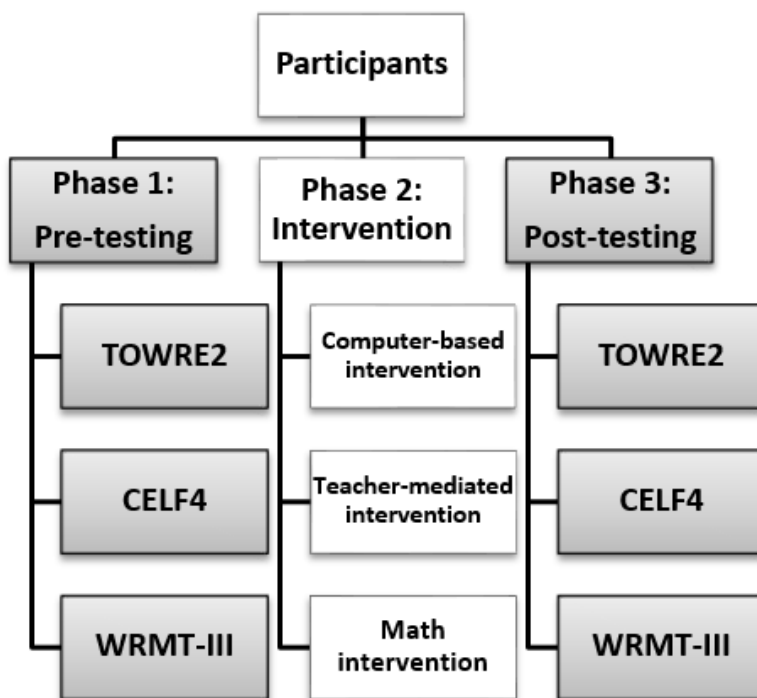 Participants
Phase 1:
Pre-testing
Phase 2:
Intervention
Phase 3:
Post-testing
TOWRE2
Computer-based
intervention
TOWRE2
CELF4
Teacher-mediated
intervention
CELF4
WRMT-III
Math
intervention
WRMT-III